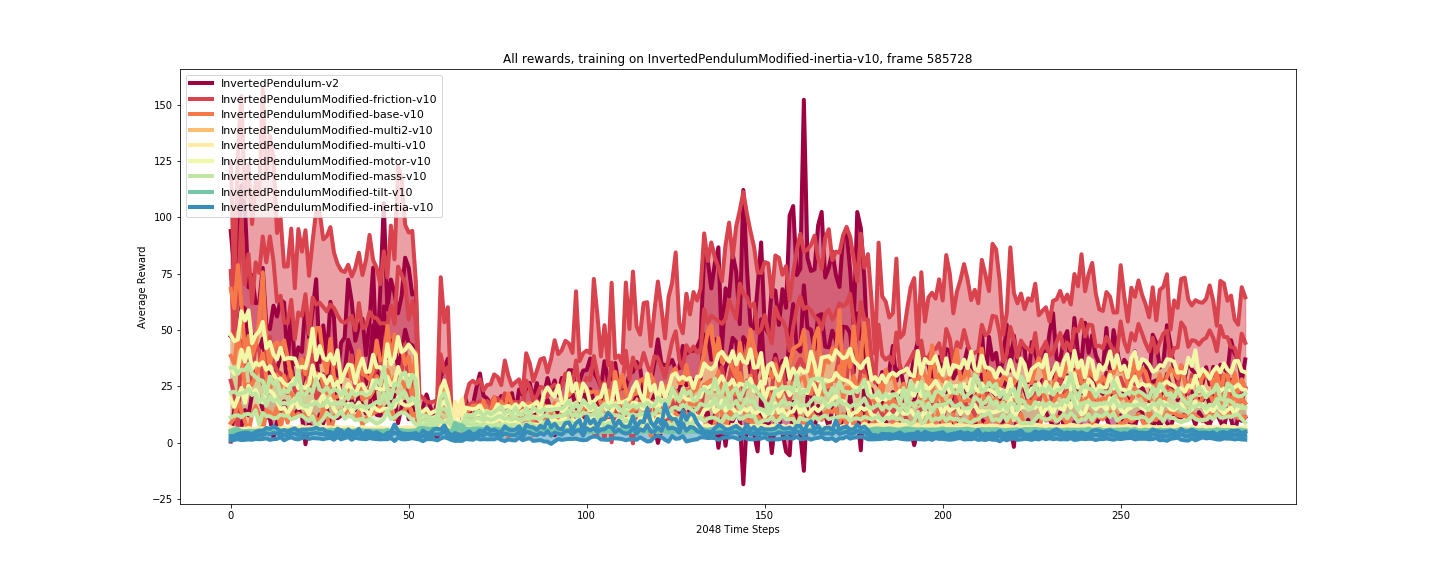 All rewards, training on InvertedPendulumModified-inertia-v10, frame 585728
InvertedPendulum-v2
InvertedPendulumModified-friction-v10
InvertedPendulumModified-base-v10
InvertedPendulumModified-multi2-v10
InvertedPendulumModified-multi-v10
InvertedPendulumModified-motor-v10
InvertedPendulumModified-mass-v10
InvertedPendulumModified-tilt-v10
InvertedPendulumModified-inertia-v10
Average Reward
150
125
100
75
50
25
0
−25
0 50 100 150 200 250
2048 Time Steps